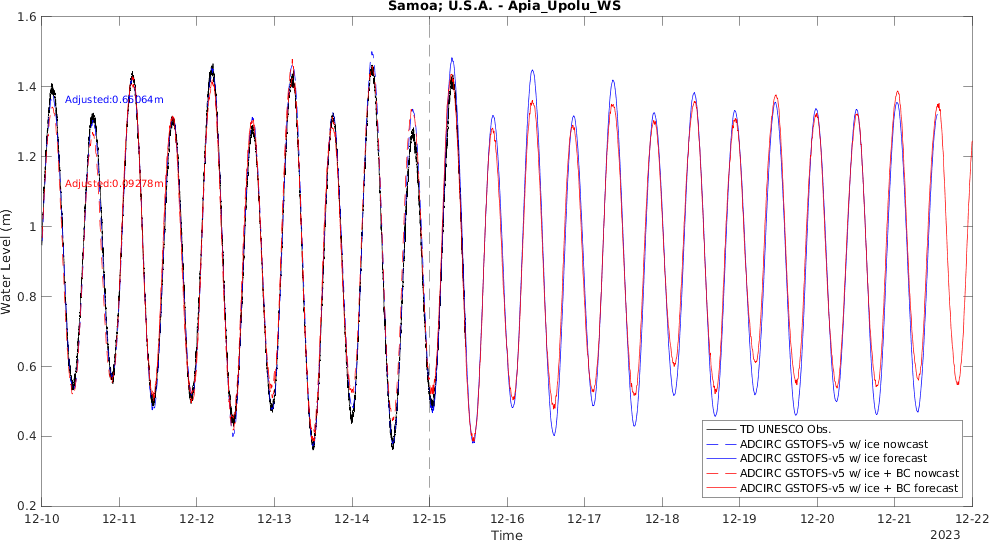 Samoa; U.S.A. - Apia_Upolu_WS
1.6
1.4
1.2
1
0.8
0.6
0.4
0.2
Water Level (m)
Adjusted:0.66064m
Adjusted:0.09278m
TD UNESCO Obs.
ADCIRC GSTOFS-v5 w/ ice nowcast
ADCIRC GSTOFS-v5 w/ ice forecast
ADCIRC GSTOFS-v5 w/ ice + BC nowcast
ADCIRC GSTOFS-v5 w/ ice + BC forecast
12-10 12-11 12-12 12-13 12-14 12-15 12-16 12-17 12-18 12-19 12-20 12-21 12-22
Time
2023